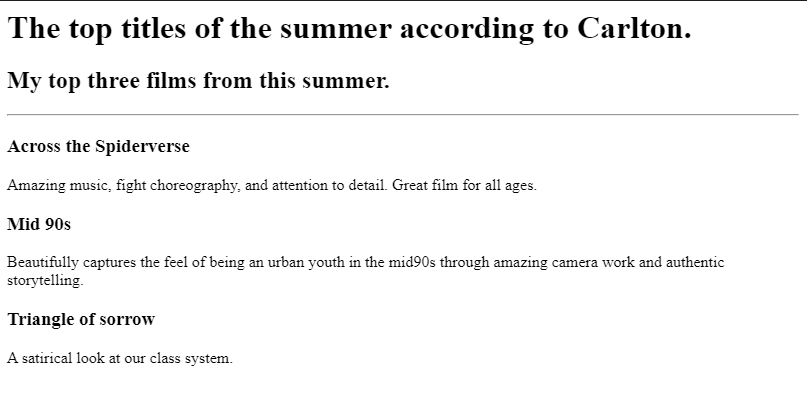 The top titles of the summer according to Carlton.
My top three films from this summer.
Across the Spiderverse
Amazing music, fight choreography, and attention to detail. Great film for all ages.
Mid 90s
Beautifully captures the feel of being an urban youth in the mid90s through amazing camera work and authentic
storytelling.
Triangle of sorrow
A satirical look at our class system.